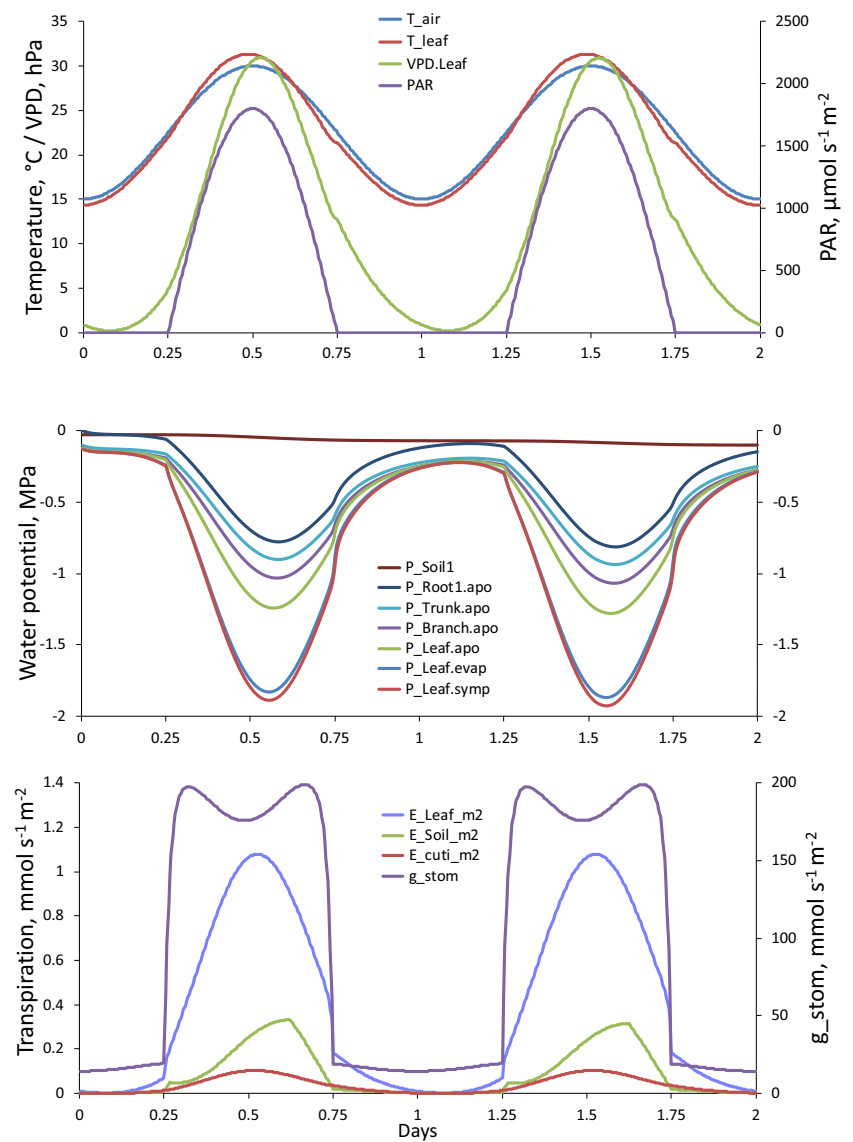 T_air
T_leaf
VPD.Leaf
PAR
Temperature, °C / VPD, hPa
35
30
25
20
15
10
5
0
2500
2000
1500
1000
500
0
PAR, µmol s⁻¹ m⁻²
0 0.25 0.5 0.75 1 1.25 1.5 1.75 2
Water potential, MPa
0
-0.5
-1
-1.5
-2
P_Soil1
P_Root1.apo
P_Trunk.apo
P_Branch.apo
P_Leaf.apo
P_Leaf.evap
P_Leaf.symp
0
-0.5
-1
-1.5
-2
0 0.25 0.5 0.75 1 1.25 1.5 1.75 2
Transpiration, mmol s⁻¹ m⁻²
1.4
1.2
1
0.8
0.6
0.4
0.2
0
E_Leaf_m2
E_Soil_m2
E_cuti_m2
g_stom
200
150
100
50
0
g_stom, mmol s⁻¹ m⁻²
0 0.25 0.5 0.75 1 1.25 1.5 1.75 2
Days